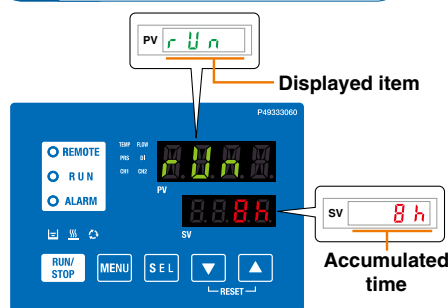 PV rUn
Displayed item
P49333060
REMOTE
RUN
ALARM
TEMP FLOW
PRS DI
CH1 CH2
rUn
PV
8h
SV
SV 8h
Accumulated
time
RUN/
STOP
MENU
SEL
RESET